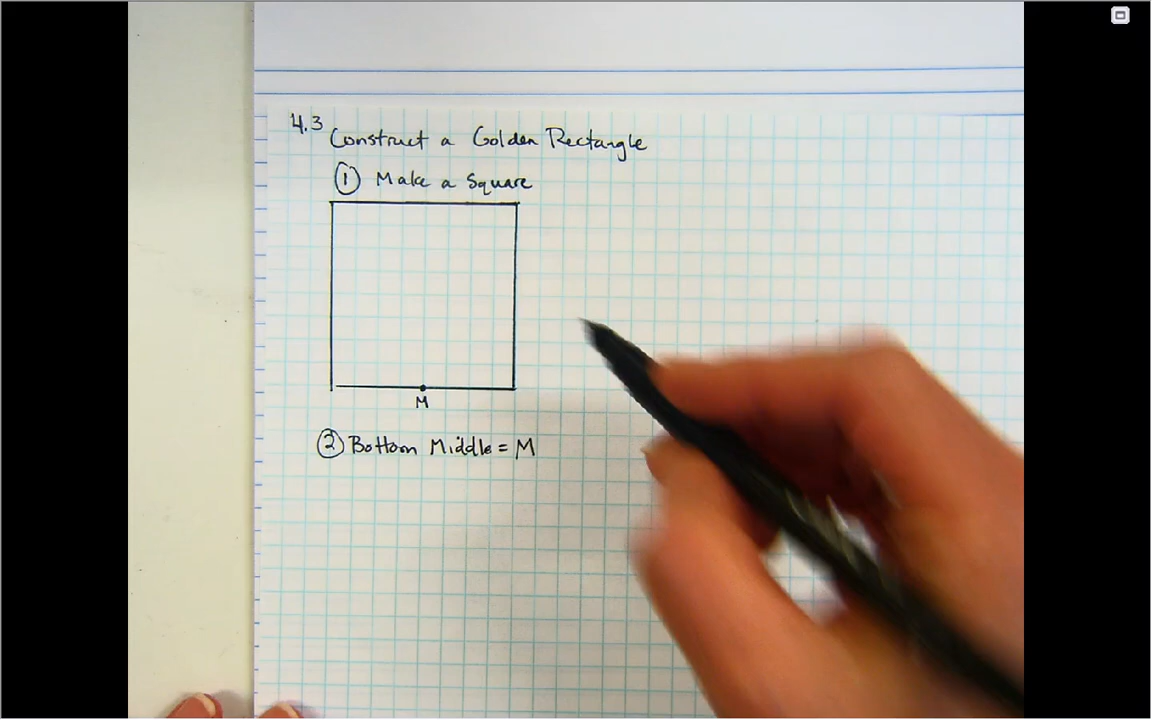 4.3 Construct a Golden Rectangle
① Make a Square
M
② Bottom Middle = M